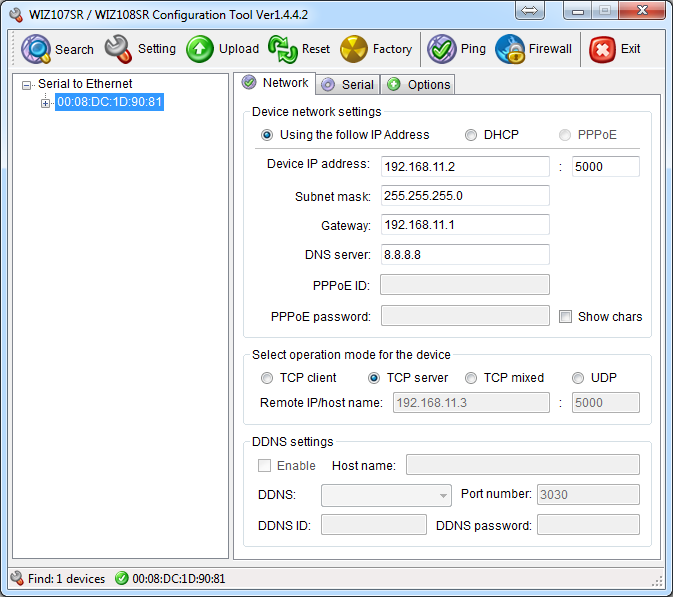 WIZ107SR / WIZ108SR Configuration Tool Ver1.4.4.2
Search Setting Upload Reset Factory Ping Firewall Exit
Serial to Ethernet
00:08:DC:1D:90:81
Network Serial Options
Device network settings
Using the follow IP Address DHCP PPPoE
Device IP address: 192.168.11.2 : 5000
Subnet mask: 255.255.255.0
Gateway: 192.168.11.1
DNS server: 8.8.8.8
PPPoE ID:
PPPoE password: Show chars
Select operation mode for the device
TCP client TCP server TCP mixed UDP
Remote IP/host name: 192.168.11.3 : 5000
DDNS settings
Enable Host name:
DDNS: Port number: 3030
DDNS ID: DDNS password:
Find: 1 devices 00:08:DC:1D:90:81